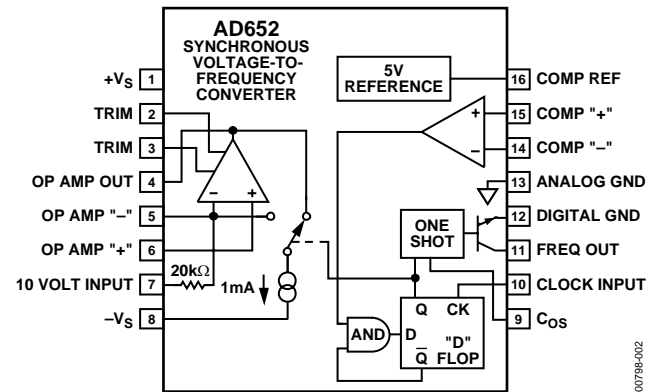 AD652
SYNCHRONOUS
VOLTAGE-TO-
FREQUENCY
CONVERTER
+VS 1
TRIM 2
TRIM 3
OP AMP OUT 4
OP AMP "–" 5
OP AMP "+" 6
10 VOLT INPUT 7
–VS 8
– +
20kΩ
1mA
5V
REFERENCE
+
–
ONE
SHOT
AND
Q CK
D "D"
Q FLOP
16 COMP REF
15 COMP "+"
14 COMP "–"
13 ANALOG GND
12 DIGITAL GND
11 FREQ OUT
10 CLOCK INPUT
9 COS
00798-002